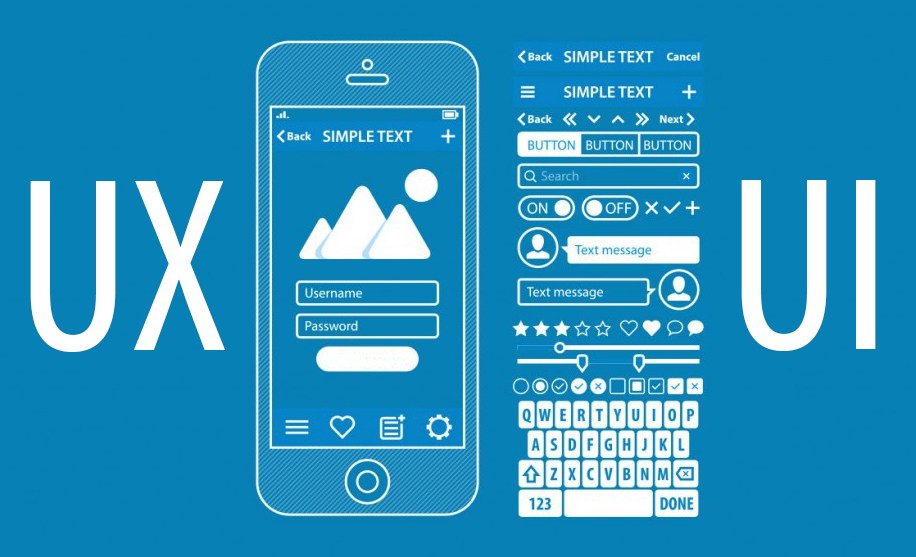 UX
Back SIMPLE TEXT
Username
Password
Back SIMPLE TEXT Cancel
SIMPLE TEXT
Back Next
BUTTON BUTTON BUTTON
Search
ON OFF
Text message
Text message
Q W E R T Y U I O P
A S D F G H J K L
Z X C V B N M
123 DONE
UI